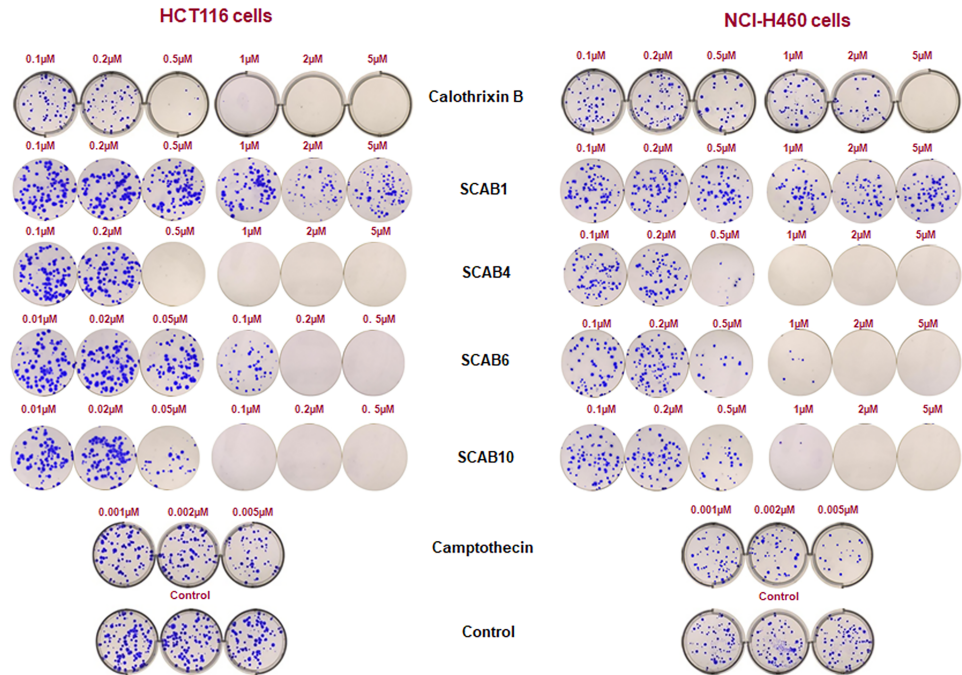 HCT116 cells
NCI-H460 cells
0.1µM 0.2µM 0.5µM 1µM 2µM 5µM
0.1µM 0.2µM 0.5µM 1µM 2µM 5µM
Calothrixin B
0.1µM 0.2µM 0.5µM 1µM 2µM 5µM
0.1µM 0.2µM 0.5µM 1µM 2µM 5µM
SCAB1
0.1µM 0.2µM 0.5µM 1µM 2µM 5µM
0.1µM 0.2µM 0.5µM 1µM 2µM 5µM
SCAB4
0.01µM 0.02µM 0.05µM 0.1µM 0.2µM 0. 5µM
0.1µM 0.2µM 0.5µM 1µM 2µM 5µM
SCAB6
0.01µM 0.02µM 0.05µM 0.1µM 0.2µM 0. 5µM
0.1µM 0.2µM 0.5µM 1µM 2µM 5µM
SCAB10
0.001µM 0.002µM 0.005µM
0.001µM 0.002µM 0.005µM
Camptothecin
Control
Control
Control